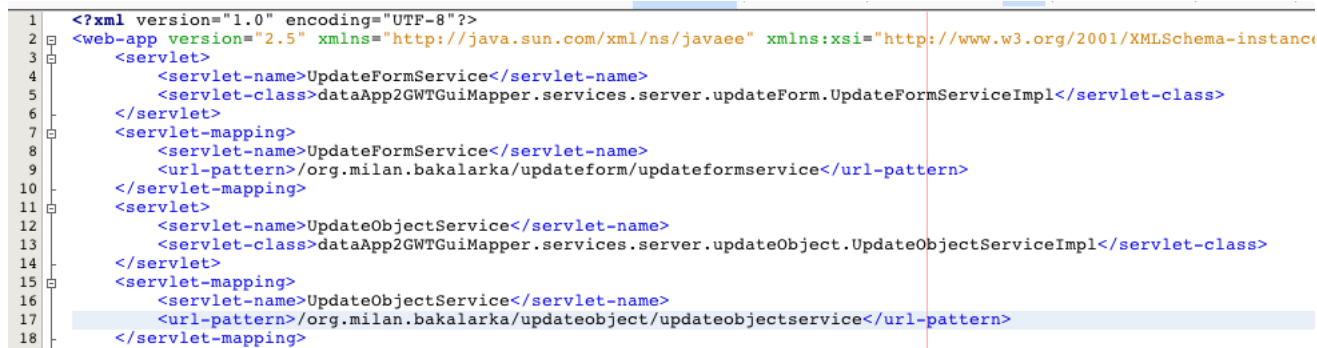 1 <?xml version="1.0" encoding="UTF-8"?>
2 <web-app version="2.5" xmlns="http://java.sun.com/xml/ns/javaee" xmlns:xsi="http://www.w3.org/2001/XMLSchema-instance
3 <servlet>
4 <servlet-name>UpdateFormService</servlet-name>
5 <servlet-class>dataApp2GWTGuiMapper.services.server.updateForm.UpdateFormServiceImpl</servlet-class>
6 </servlet>
7 <servlet-mapping>
8 <servlet-name>UpdateFormService</servlet-name>
9 <url-pattern>/org.milan.bakalarka/updateform/updateformservice</url-pattern>
10 </servlet-mapping>
11 <servlet>
12 <servlet-name>UpdateObjectService</servlet-name>
13 <servlet-class>dataApp2GWTGuiMapper.services.server.updateObject.UpdateObjectServiceImpl</servlet-class>
14 </servlet>
15 <servlet-mapping>
16 <servlet-name>UpdateObjectService</servlet-name>
17 <url-pattern>/org.milan.bakalarka/updateobject/updateobjectservice</url-pattern>
18 </servlet-mapping>